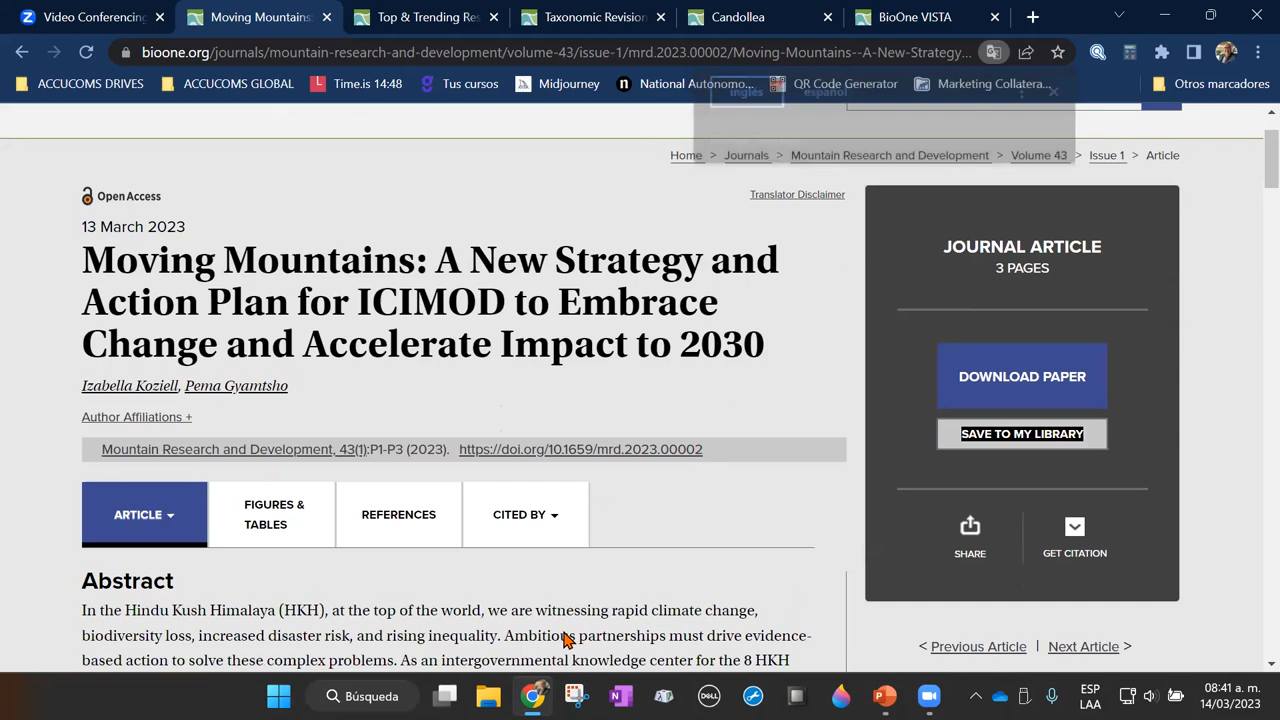 Video Conferencing,
Moving Mountains:
Top & Trending Res
Taxonomic Revision
Candollea
BioOne VISTA
bioone.org/journals/mountain-research-and-development/volume-43/issue-1/mrd.2023.00002/Moving-Mountains--A-New-Strategy...
ACCUCOMS DRIVES
ACCUCOMS GLOBAL
Time.is 14:48
Tus cursos
Midjourney
National Autonomo...
QR Code Generator
Marketing Collatera...
Otros marcadores
inglés
español
Home > Journals > Mountain Research and Development > Volume 43 > Issue 1 > Article
Open Access
Translator Disclaimer
13 March 2023
Moving Mountains: A New Strategy and
Action Plan for ICIMOD to Embrace
Change and Accelerate Impact to 2030
Izabella Koziell, Pema Gyamtsho
Author Affiliations +
Mountain Research and Development, 43(1):P1-P3 (2023). https://doi.org/10.1659/mrd.2023.00002
ARTICLE
FIGURES &
TABLES
REFERENCES
CITED BY
Abstract
In the Hindu Kush Himalaya (HKH), at the top of the world, we are witnessing rapid climate change,
biodiversity loss, increased disaster risk, and rising inequality. Ambitious partnerships must drive evidence-
based action to solve these complex problems. As an intergovernmental knowledge center for the 8 HKH
JOURNAL ARTICLE
3 PAGES
DOWNLOAD PAPER
SAVE TO MY LIBRARY
SHARE
GET CITATION
< Previous Article | Next Article >
Búsqueda
DELL
ESP
LAA
08:41 a. m.
14/03/2023